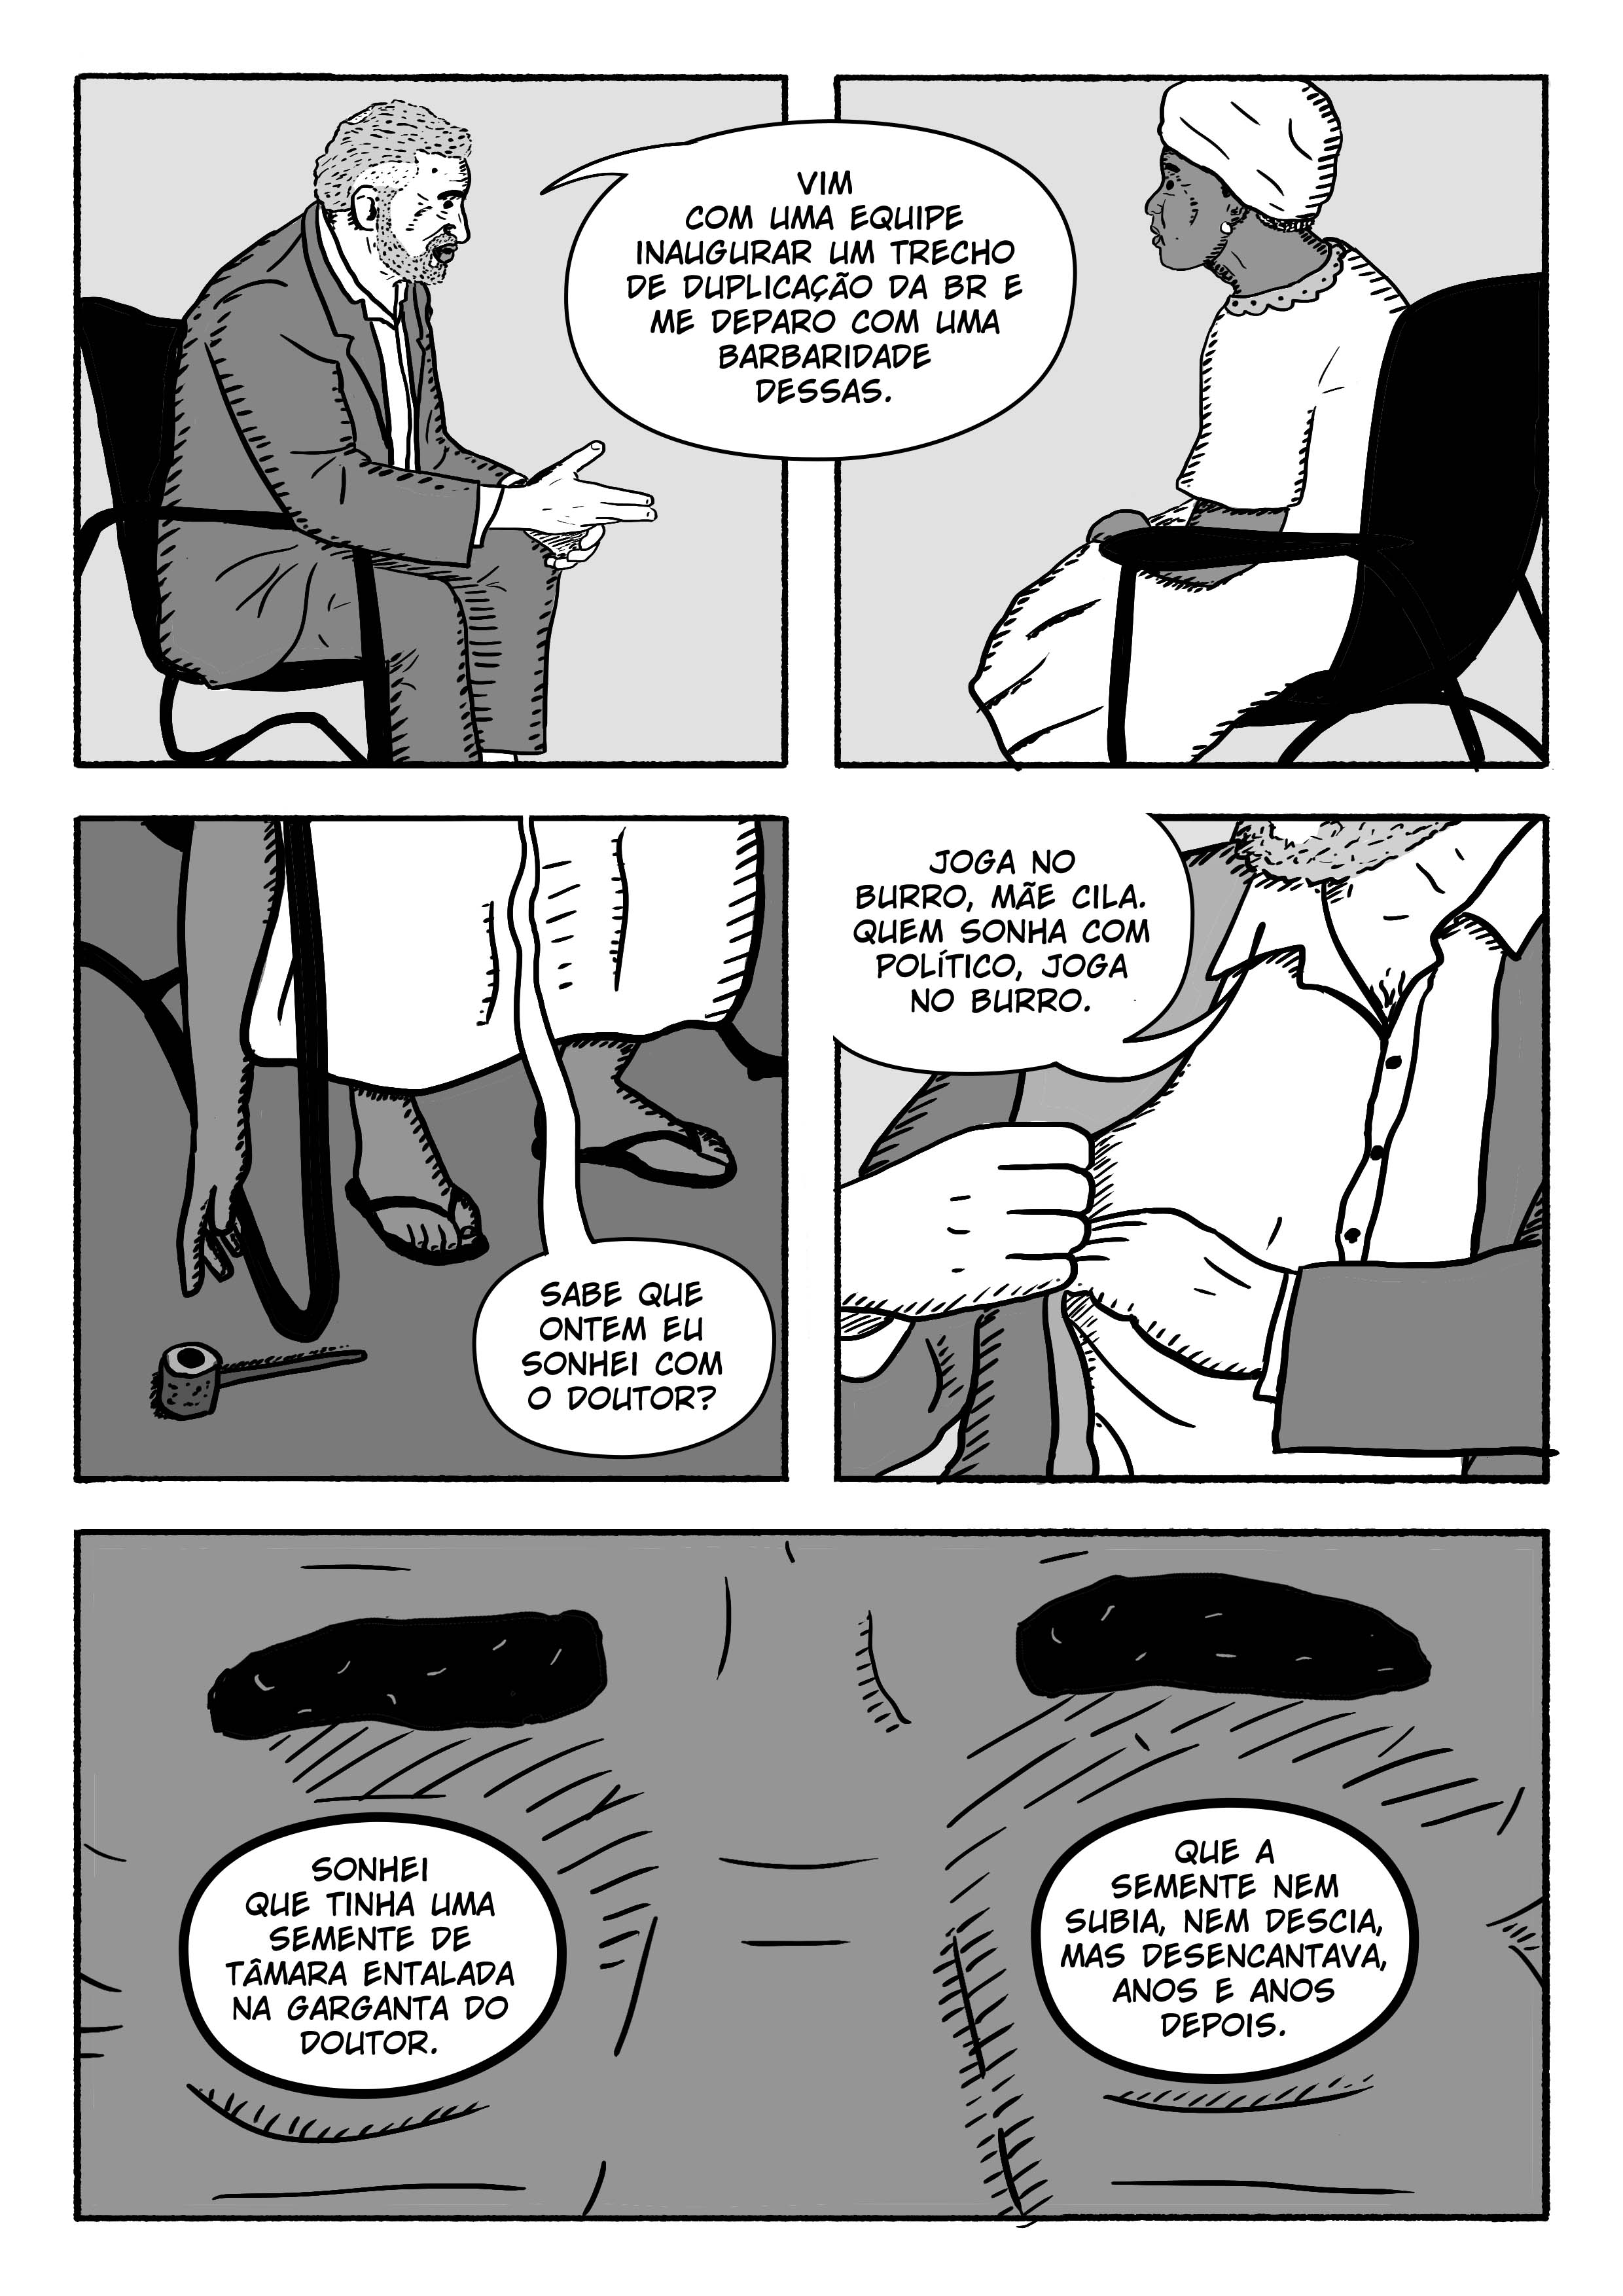 VIM
COM UMA EQUIPE
INAUGURAR UM TRECHO
DE DUPLICAÇÃO DA BR E
ME DEPARO COM UMA
BARBARIDADE
DESSAS.
SABE QUE
ONTEM EU
SONHEI COM
O DOUTOR?
JOGA NO
BURRO, MÃE CILA.
QUEM SONHA COM
POLÍTICO, JOGA
NO BURRO.
SONHEI
QUE TINHA UMA
SEMENTE DE
TÂMARA ENTALADA
NA GARGANTA DO
DOUTOR.
QUE A
SEMENTE NEM
SUBIA, NEM DESCIA,
MAS DESENCANTAVA,
ANOS E ANOS
DEPOIS.